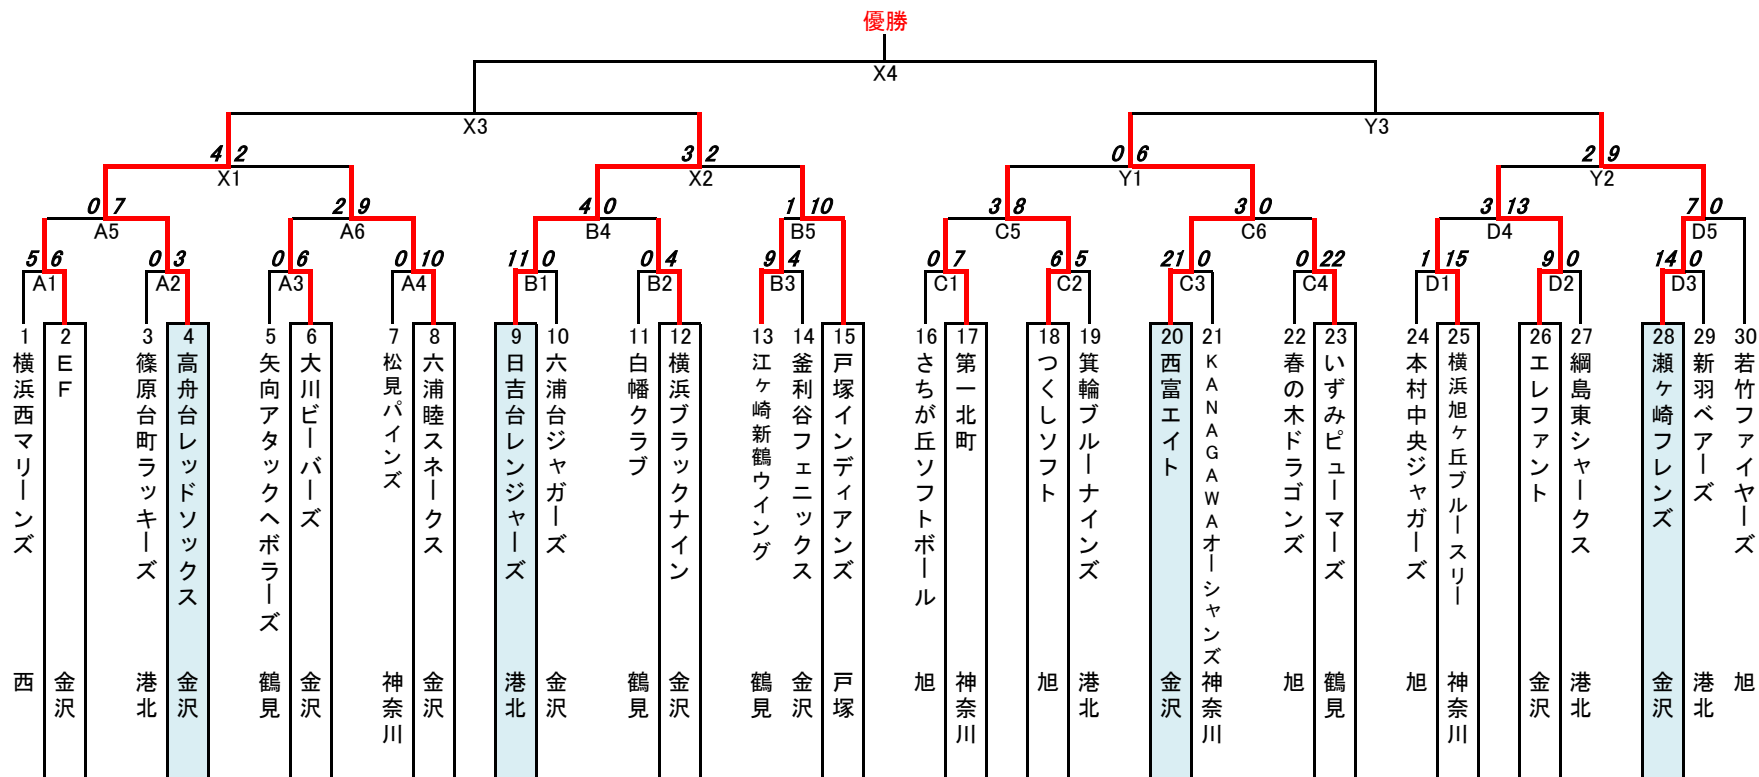 優勝
X4
X3 Y3
4 2 3 2 0 6 2 9
X1 X2 Y1 Y2
0 7 2 9 4 0 1 10 3 8 3 0 3 13 7 0
A5 A6 B4 B5 C5 C6 D4 D5
5 6 0 3 0 6 0 10 11 0 0 4 9 4 0 7 6 5 21 0 0 22 1 15 9 0 14 0
A1 A2 A3 A4 B1 B2 B3 C1 C2 C3 C4 D1 D2 D3
1 横浜西マリーンズ 西
2 EF 金沢
3 篠原台町ラッキーズ 港北
4 高舟台レッドソックス 金沢
5 矢向アタックヘボラーズ 鶴見
6 大川ビーバーズ 金沢
7 松見パインズ 神奈川
8 六浦睦スネークス 金沢
9 日吉台レンジャーズ 港北
10 六浦台ジャガーズ 金沢
11 白幡クラブ 鶴見
12 横浜ブラックナイン 金沢
13 江ヶ崎新鶴ウイング 鶴見
14 釜利谷フェニックス 金沢
15 戸塚インディアンズ 戸塚
16 さちが丘ソフトボール 旭
17 第一北町 神奈川
18 つくしソフト 旭
19 箕輪ブルーナインズ 港北
20 西富エイト 金沢
21 KANAGAWAオーシャンズ 神奈川
22 春の木ドラゴンズ 旭
23 いずみピューマーズ 鶴見
24 本村中央ジャガーズ 旭
25 横浜旭ヶ丘ブルースリー 神奈川
26 エレファント 金沢
27 綱島東シャークス 港北
28 瀬ヶ崎フレンズ 金沢
29 新羽ベアーズ 港北
30 若竹ファイヤーズ 旭